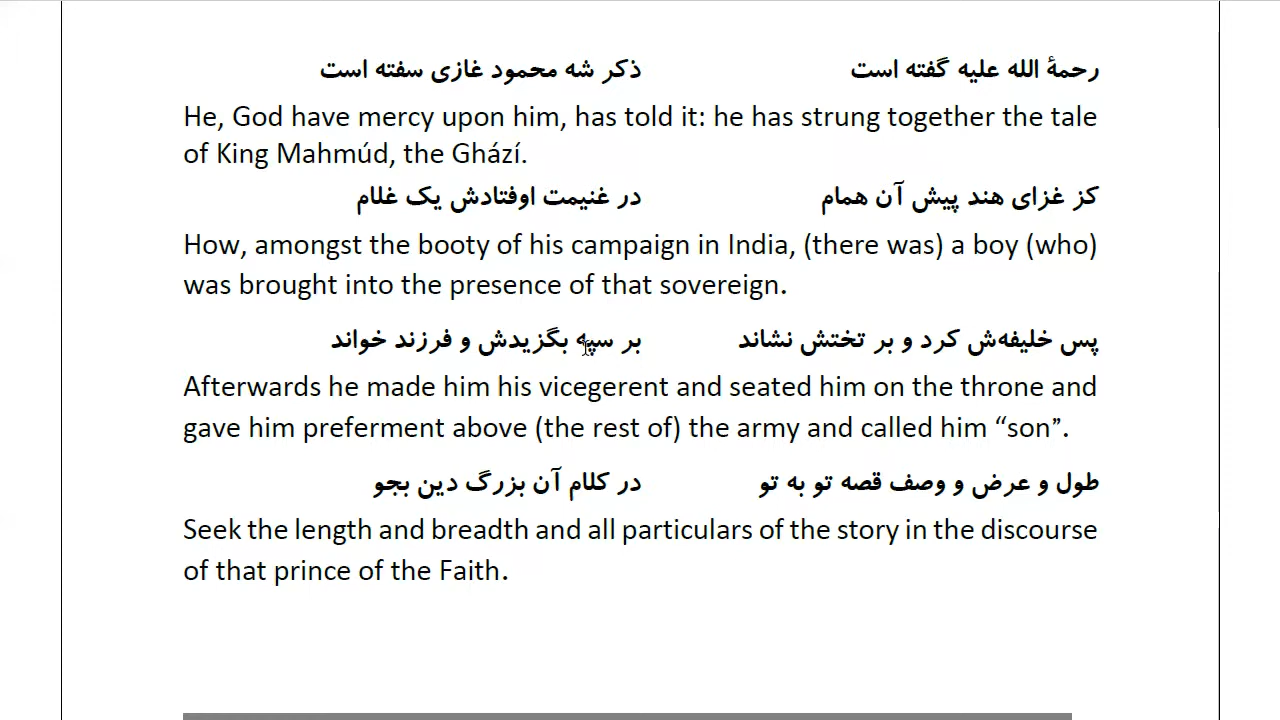 رحمهٔ الله علیه گفته است ذکر شه محمود غازی سفته است
He, God have mercy upon him, has told it: he has strung together the tale
of King Mahmúd, the Ghází.
کز غزای هند پیش آن همام در غنیمت اوفتادش یک غلام
How, amongst the booty of his campaign in India, (there was) a boy (who)
was brought into the presence of that sovereign.
پس خلیفه‌ش کرد و بر تختش نشاند بر سپه بگزیدش و فرزند خواند
Afterwards he made him his vicegerent and seated him on the throne and
gave him preferment above (the rest of) the army and called him “son”.
طول و عرض و وصف قصه تو به تو در کلام آن بزرگ دین بجو
Seek the length and breadth and all particulars of the story in the discourse
of that prince of the Faith.